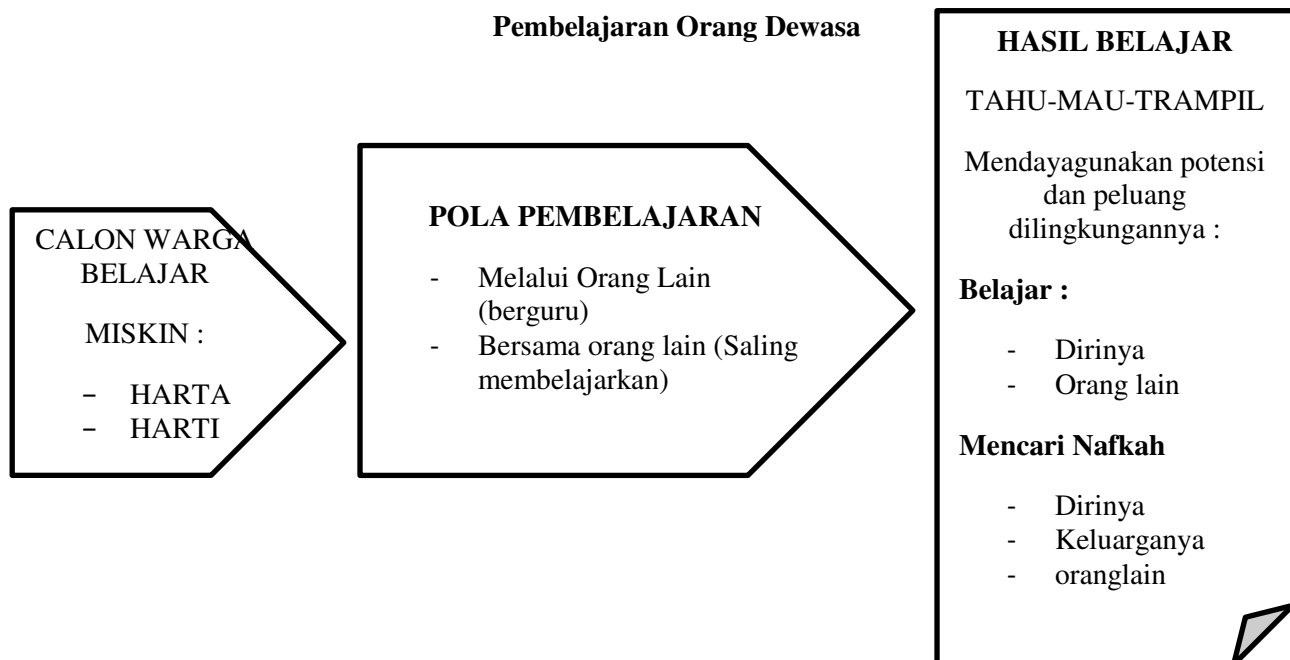 Pembelajaran Orang Dewasa
CALON WARGA
BELAJAR
MISKIN :
- HARTA
- HARTI
POLA PEMBELAJARAN
- Melalui Orang Lain
(berguru)
- Bersama orang lain (Saling
membelajarkan)
HASIL BELAJAR
TAHU-MAU-TRAMPIL
Mendayagunakan potensi
dan peluang
dilingkungannya :
Belajar :
- Dirinya
- Orang lain
Mencari Nafkah
- Dirinya
- Keluarganya
- oranglain